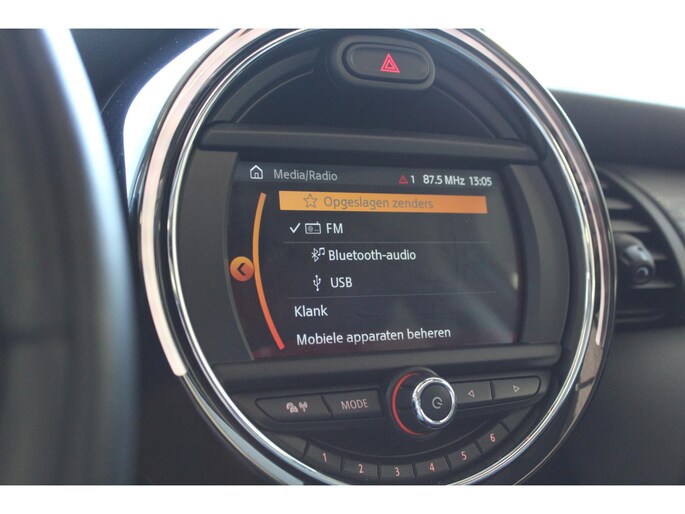 Media/Radio 1 87.5 MHz 13:05
Opgeslagen zenders
FM
Bluetooth-audio
USB
Klank
Mobiele apparaten beheren
MODE
1 2 3 4 5 6